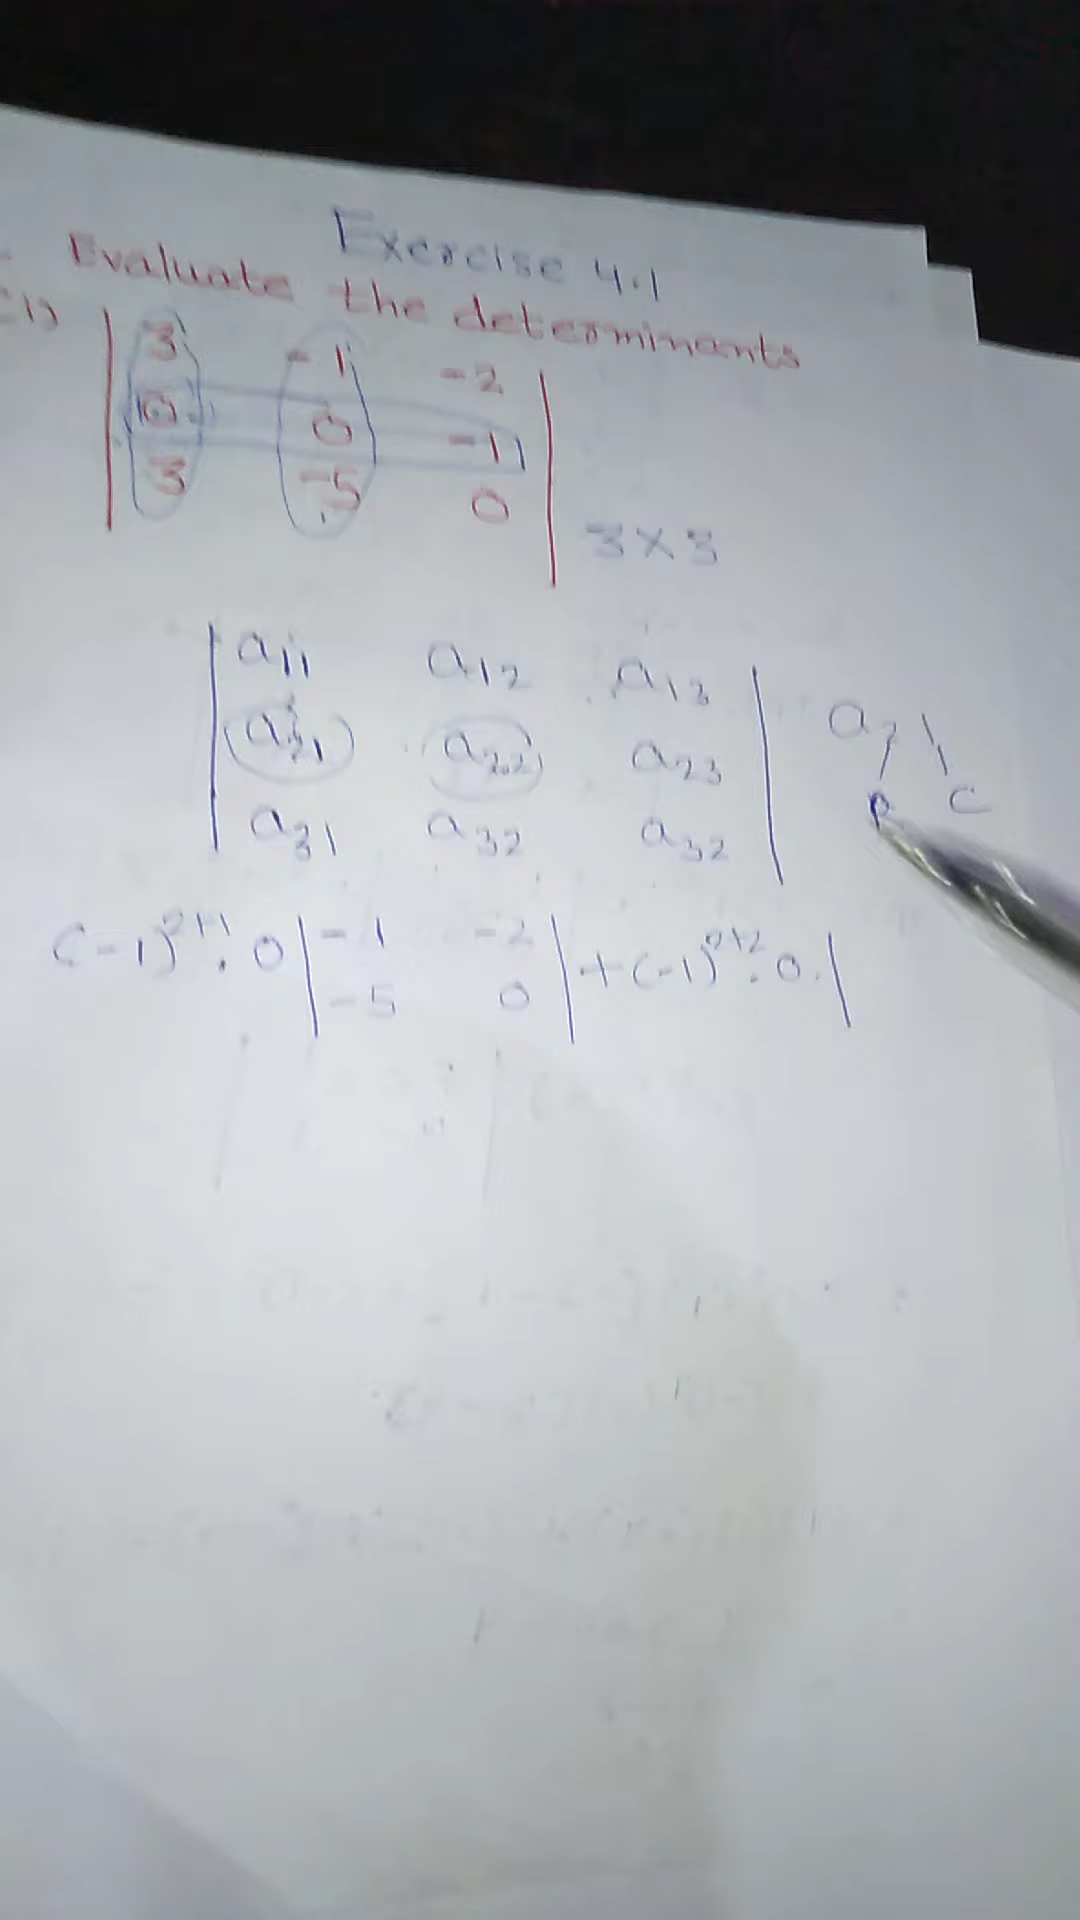 Exercise 4.1
Evaluate the determinants
(i) | 3 -1 -2 |
| 0 0 -1 |
| 3 -5 0 | 3×3
| a11 a12 a13 |
| a21 a22 a23 | a21
| a31 a32 a32 | R C
(-1)^2+1 . 0 | -1 -2 | + (-1)^2+2 . 0. |
| -5 0 |